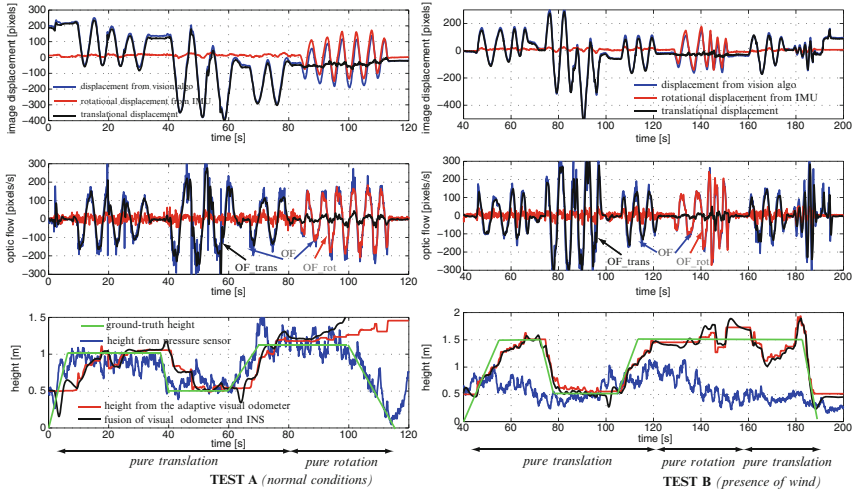 image displacement [pixels]
300
200
100
0
-100
-200
-300
-400
displacement from vision algo
rotational displacement from IMU
translational displacement
0 20 40 60 80 100 120
time [s]
optic flow [pixels/s]
300
200
100
0
-100
-200
-300
OF_trans
OF
OF_rot
0 20 40 60 80 100 120
time [s]
height [m]
1.5
1
0.5
0
ground-truth height
height from pressure sensor
height from the adaptive visual odometer
fusion of visual odometer and INS
0 20 40 60 80 100 120
time [s]
pure translation
pure rotation
TEST A (normal conditions)
image displacement [pixels]
200
0
-200
-400
displacement from vision algo
rotational displacement from IMU
translational displacement
40 60 80 100 120 140 160 180 200
time [s]
optic flow [pixels/s]
300
200
100
0
-100
-200
-300
OF_trans
OF
OF_rot
40 60 80 100 120 140 160 180 200
time [s]
height [m]
2
1.5
1
0.5
0
40 60 80 100 120 140 160 180 200
time [s]
pure translation
pure rotation
pure translation
TEST B (presence of wind)